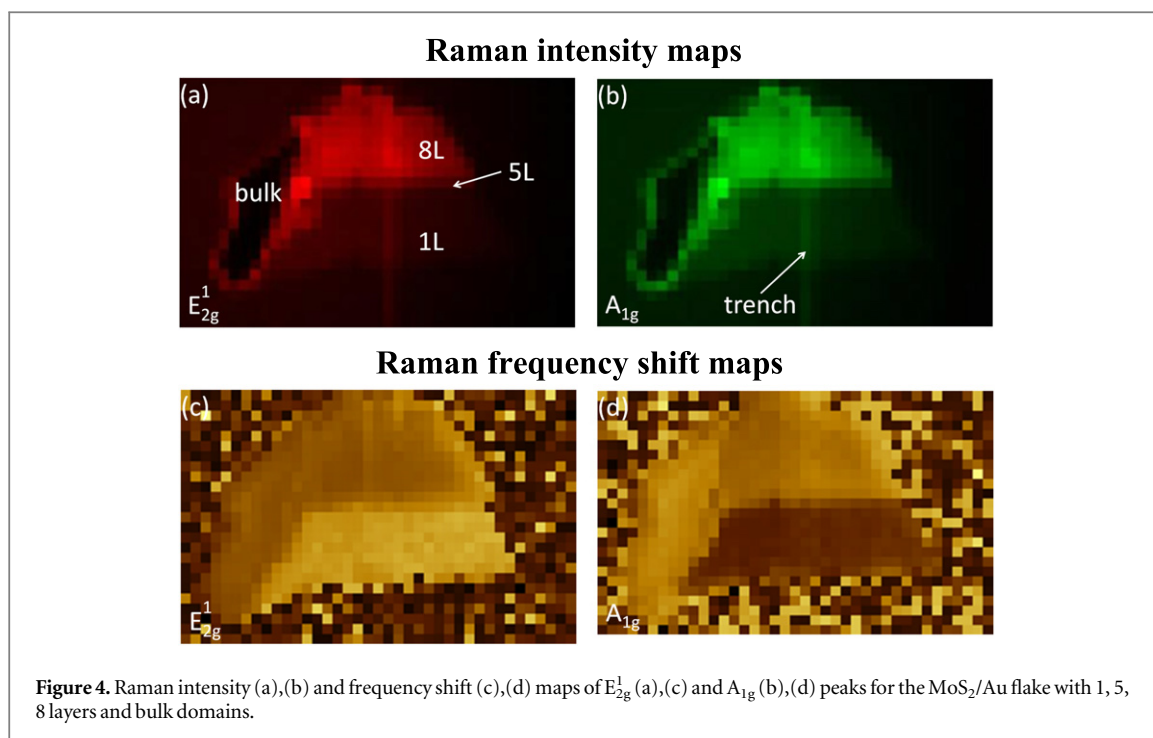 Raman intensity maps
(a)
8L
5L
bulk
1L
E¹₂g
(b)
trench
A₁g
Raman frequency shift maps
(c)
E¹₂g
(d)
A₁g
Figure 4. Raman intensity (a),(b) and frequency shift (c),(d) maps of E¹₂g (a),(c) and A₁g (b),(d) peaks for the MoS₂/Au flake with 1, 5,
8 layers and bulk domains.